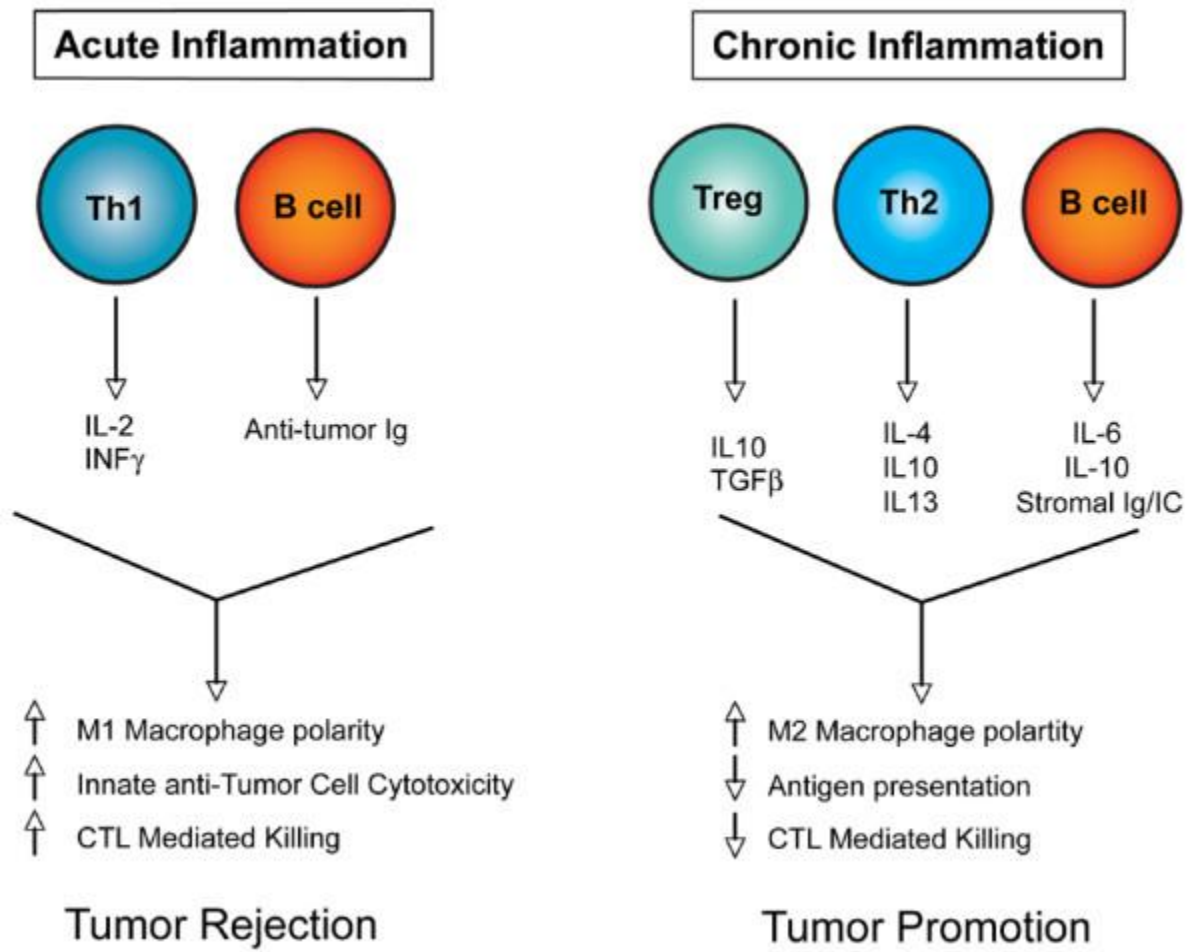 Acute Inflammation
Th1
B cell
IL-2
INFγ
Anti-tumor Ig
M1 Macrophage polarity
Innate anti-Tumor Cell Cytotoxicity
CTL Mediated Killing
Tumor Rejection
Chronic Inflammation
Treg
Th2
B cell
IL10
TGFβ
IL-4
IL10
IL13
IL-6
IL-10
Stromal Ig/IC
M2 Macrophage polartity
Antigen presentation
CTL Mediated Killing
Tumor Promotion